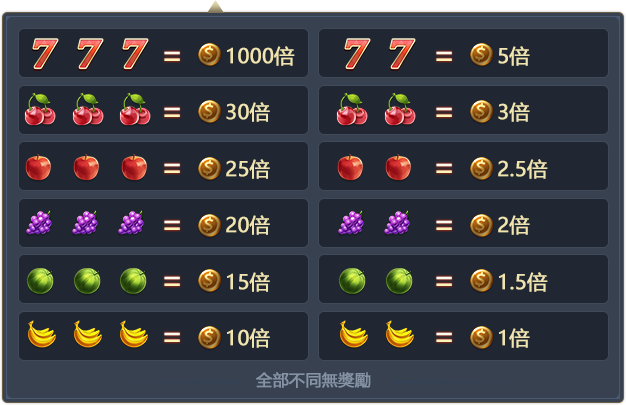 7 7 7 = $ 1000倍
7 7 = $ 5倍
= $ 30倍
= $ 3倍
= $ 25倍
= $ 2.5倍
= $ 20倍
= $ 2倍
= $ 15倍
= $ 1.5倍
= $ 10倍
= $ 1倍
全部不同無獎勵